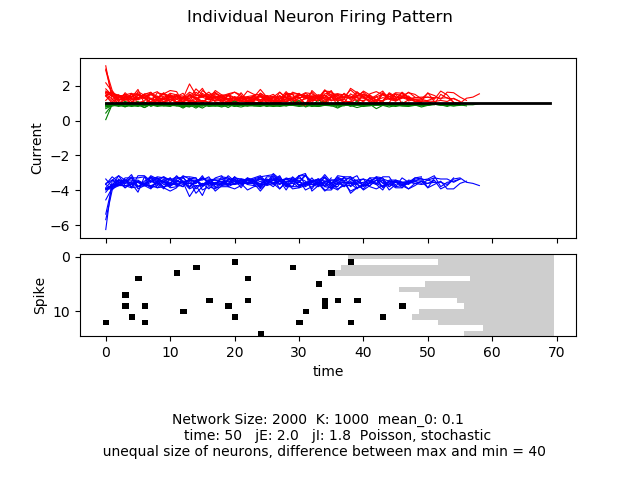 Individual Neuron Firing Pattern
2
0
−2
−4
−6
Current
0
10
Spike
0 10 20 30 40 50 60 70
time
Network Size: 2000 K: 1000 mean_0: 0.1
time: 50 jE: 2.0 jI: 1.8 Poisson, stochastic
unequal size of neurons, difference between max and min = 40